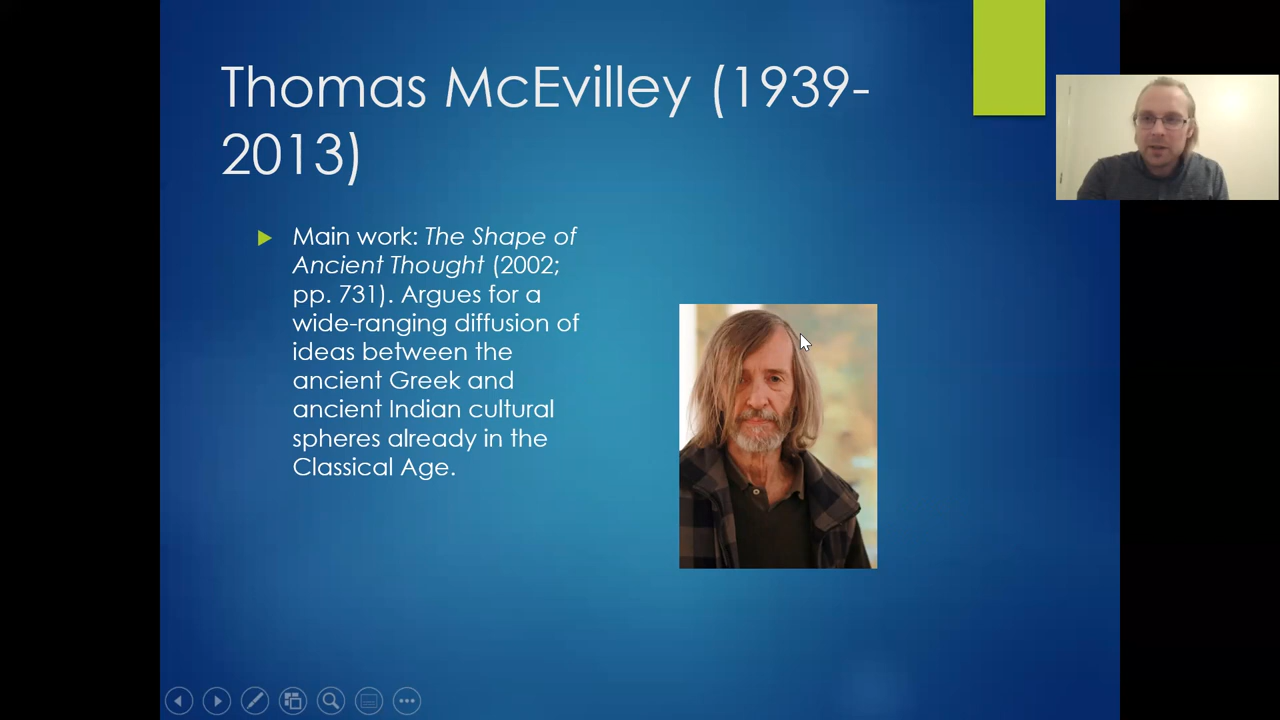 Thomas McEvilley (1939-
2013)
Main work: The Shape of
Ancient Thought (2002;
pp. 731). Argues for a
wide-ranging diffusion of
ideas between the
ancient Greek and
ancient Indian cultural
spheres already in the
Classical Age.